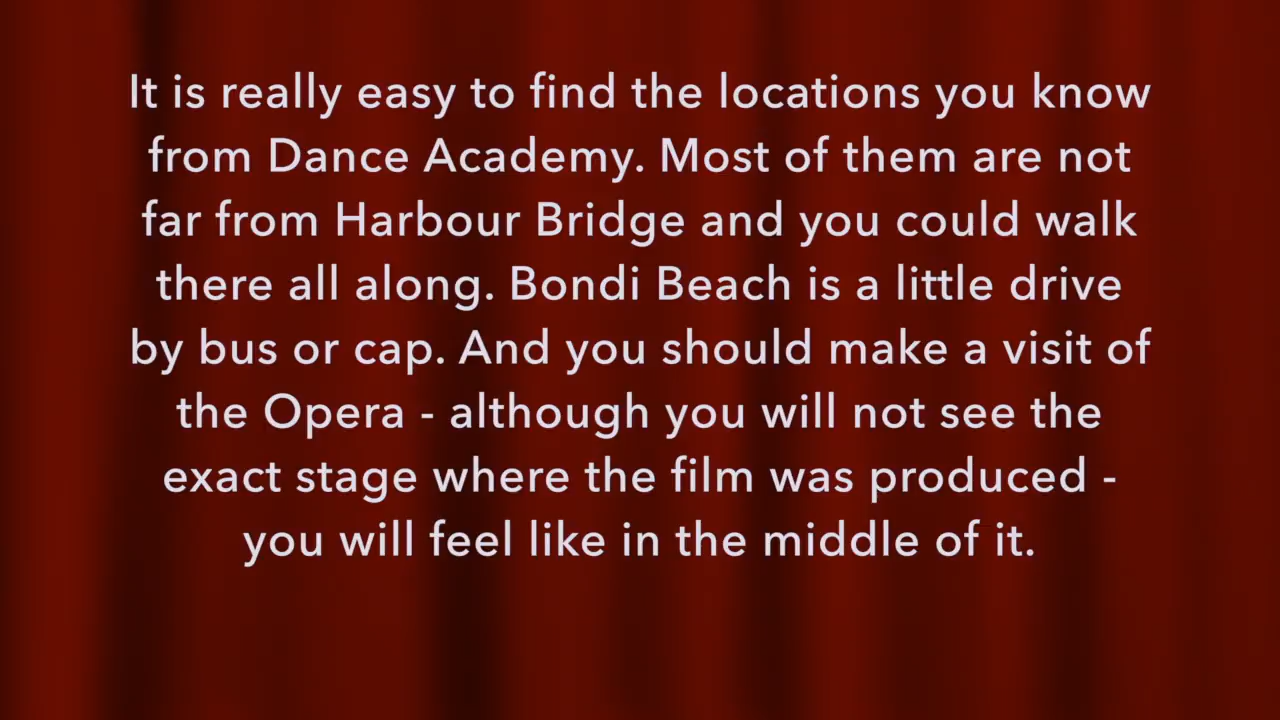 It is really easy to find the locations you know
from Dance Academy. Most of them are not
far from Harbour Bridge and you could walk
there all along. Bondi Beach is a little drive
by bus or cap. And you should make a visit of
the Opera - although you will not see the
exact stage where the film was produced -
you will feel like in the middle of it.